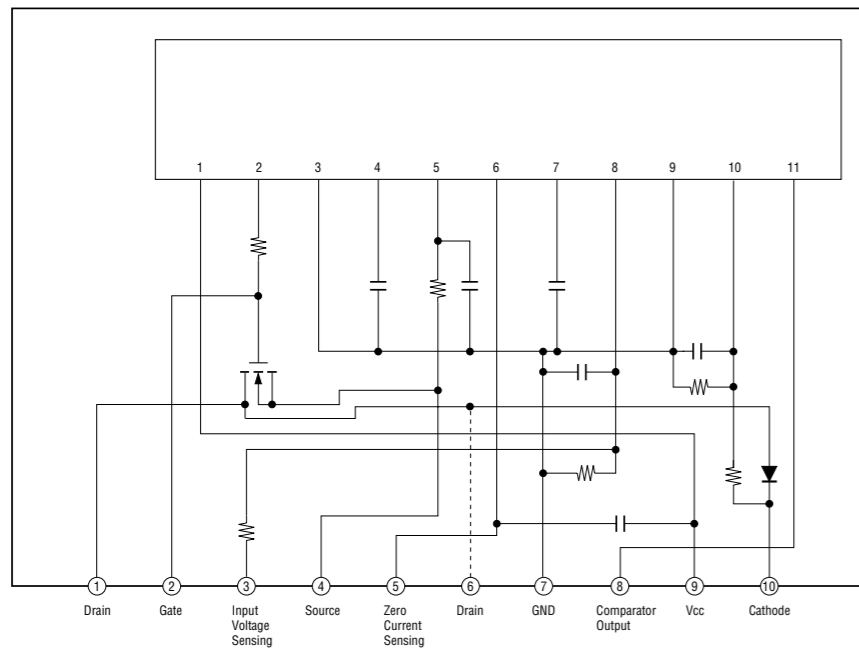 1 2 3 4 5 6 7 8 9 10 11
1 2 3 4 5 6 7 8 9 10
Drain Gate Input Source Zero Drain GND Comparator Vcc Cathode
Voltage Current Output
Sensing Sensing